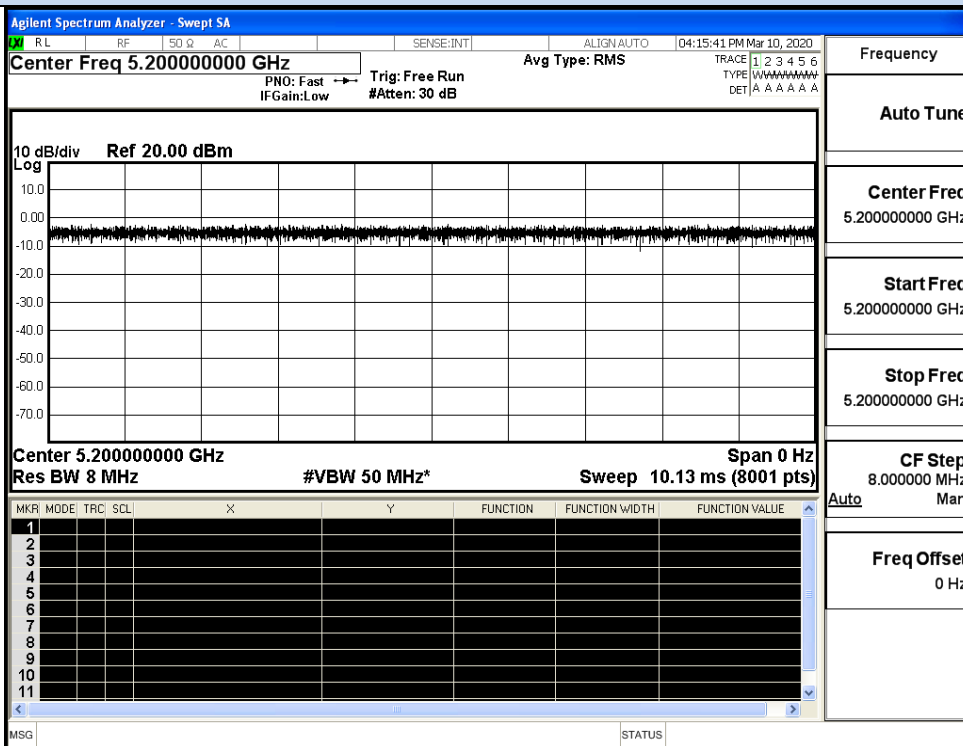 Agilent Spectrum Analyzer - Swept SA
LXI RL RF 50 Ω AC SENSE:INT ALIGN AUTO 04:15:41 PM Mar 10, 2020
Center Freq 5.200000000 GHz
PNO: Fast
IFGain:Low
Trig: Free Run
#Atten: 30 dB
Avg Type: RMS
TRACE 1 2 3 4 5 6
TYPE WWWWWW
DET A A A A A A
10 dB/div Ref 20.00 dBm
Log
10.0
0.00
-10.0
-20.0
-30.0
-40.0
-50.0
-60.0
-70.0
Center 5.200000000 GHz Span 0 Hz
Res BW 8 MHz #VBW 50 MHz* Sweep 10.13 ms (8001 pts)
MKR MODE TRC SCL X Y FUNCTION FUNCTION WIDTH FUNCTION VALUE
1
2
3
4
5
6
7
8
9
10
11
MSG STATUS
Frequency
Auto Tune
Center Freq
5.200000000 GHz
Start Freq
5.200000000 GHz
Stop Freq
5.200000000 GHz
CF Step
8.000000 MHz
Auto Man
Freq Offset
0 Hz